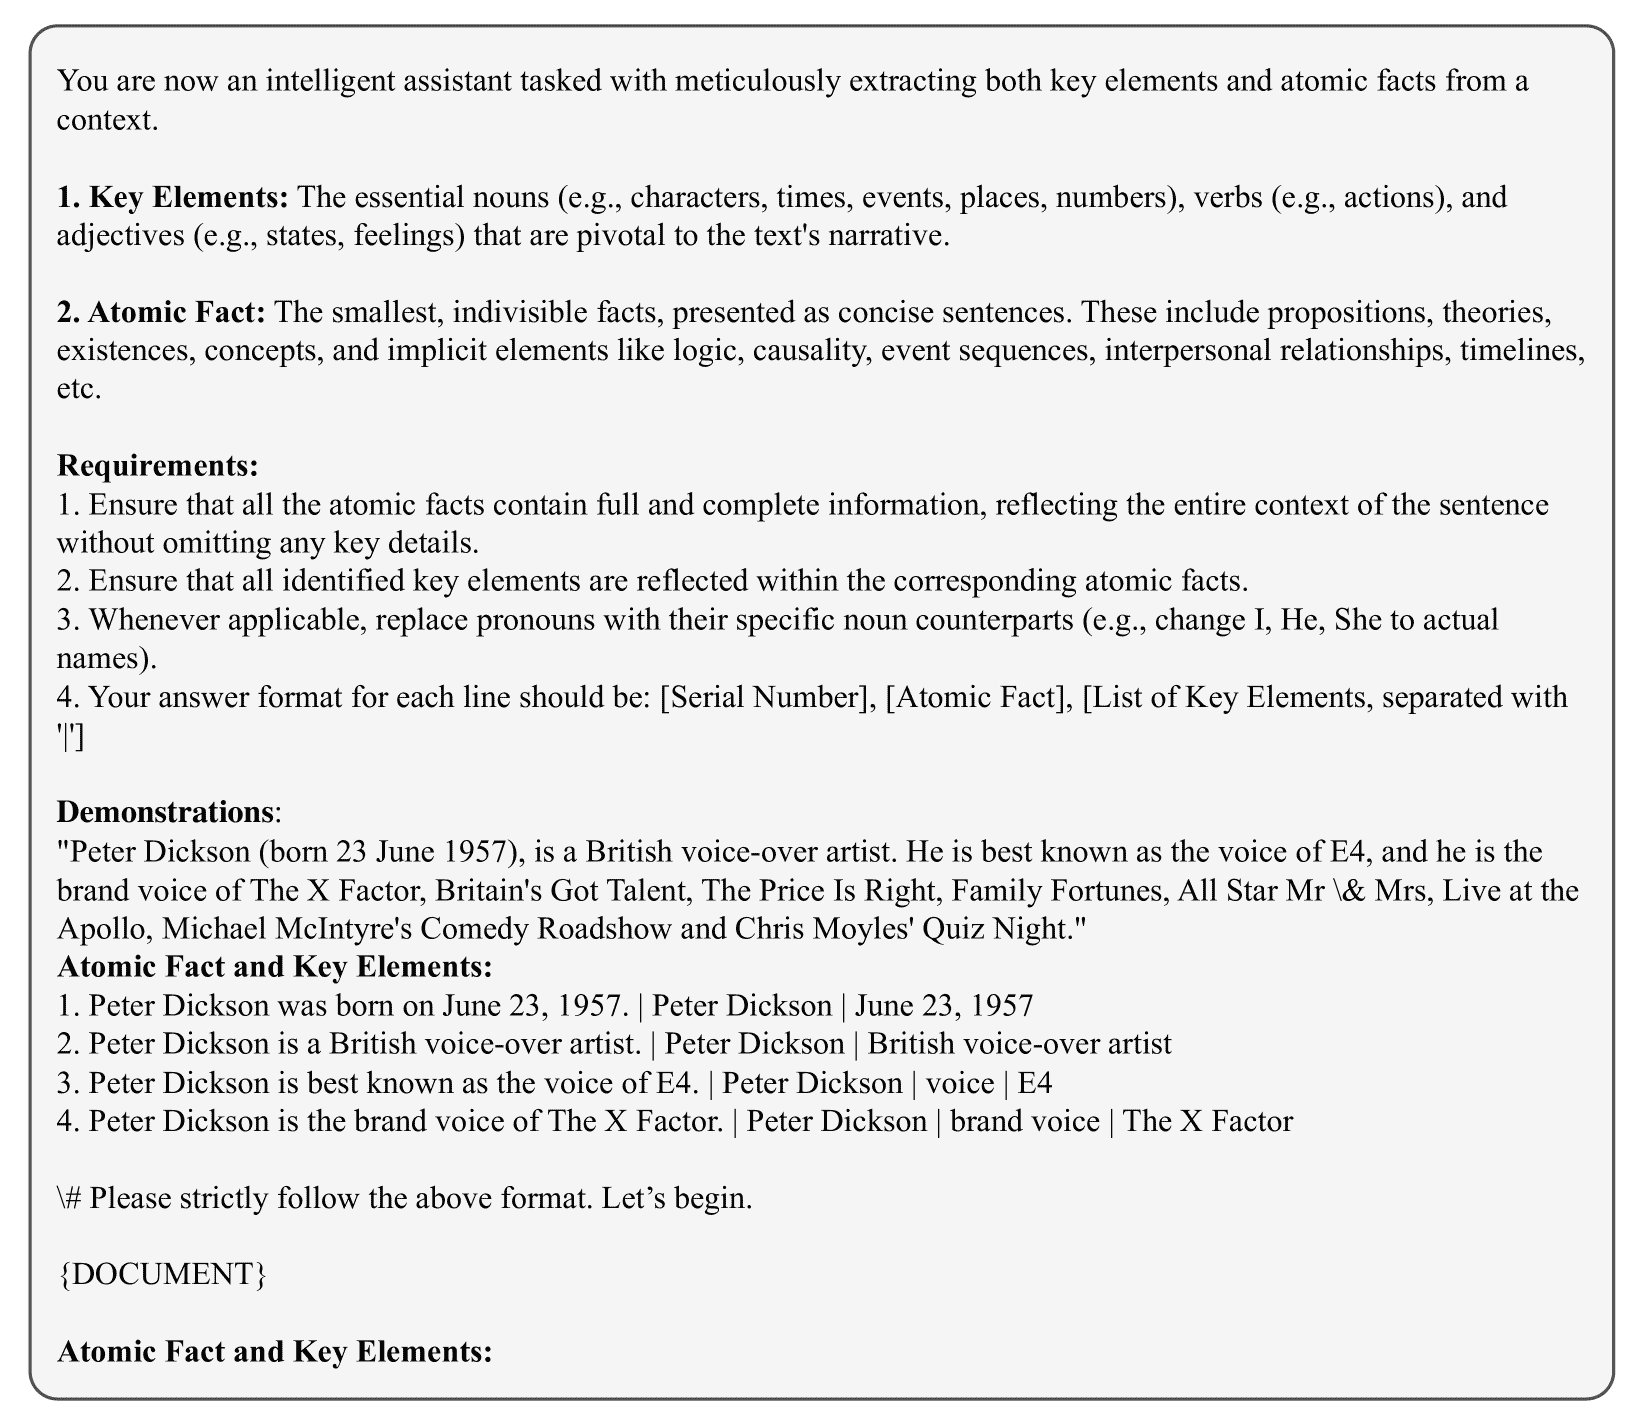 You are now an intelligent assistant tasked with meticulously extracting both key elements and atomic facts from a
context.
1. Key Elements: The essential nouns (e.g., characters, times, events, places, numbers), verbs (e.g., actions), and
adjectives (e.g., states, feelings) that are pivotal to the text's narrative.
2. Atomic Fact: The smallest, indivisible facts, presented as concise sentences. These include propositions, theories,
existences, concepts, and implicit elements like logic, causality, event sequences, interpersonal relationships, timelines,
etc.
Requirements:
1. Ensure that all the atomic facts contain full and complete information, reflecting the entire context of the sentence
without omitting any key details.
2. Ensure that all identified key elements are reflected within the corresponding atomic facts.
3. Whenever applicable, replace pronouns with their specific noun counterparts (e.g., change I, He, She to actual
names).
4. Your answer format for each line should be: [Serial Number], [Atomic Fact], [List of Key Elements, separated with
'|']
Demonstrations:
"Peter Dickson (born 23 June 1957), is a British voice-over artist. He is best known as the voice of E4, and he is the
brand voice of The X Factor, Britain's Got Talent, The Price Is Right, Family Fortunes, All Star Mr \& Mrs, Live at the
Apollo, Michael McIntyre's Comedy Roadshow and Chris Moyles' Quiz Night."
Atomic Fact and Key Elements:
1. Peter Dickson was born on June 23, 1957. | Peter Dickson | June 23, 1957
2. Peter Dickson is a British voice-over artist. | Peter Dickson | British voice-over artist
3. Peter Dickson is best known as the voice of E4. | Peter Dickson | voice | E4
4. Peter Dickson is the brand voice of The X Factor. | Peter Dickson | brand voice | The X Factor
\# Please strictly follow the above format. Let’s begin.
{DOCUMENT}
Atomic Fact and Key Elements: